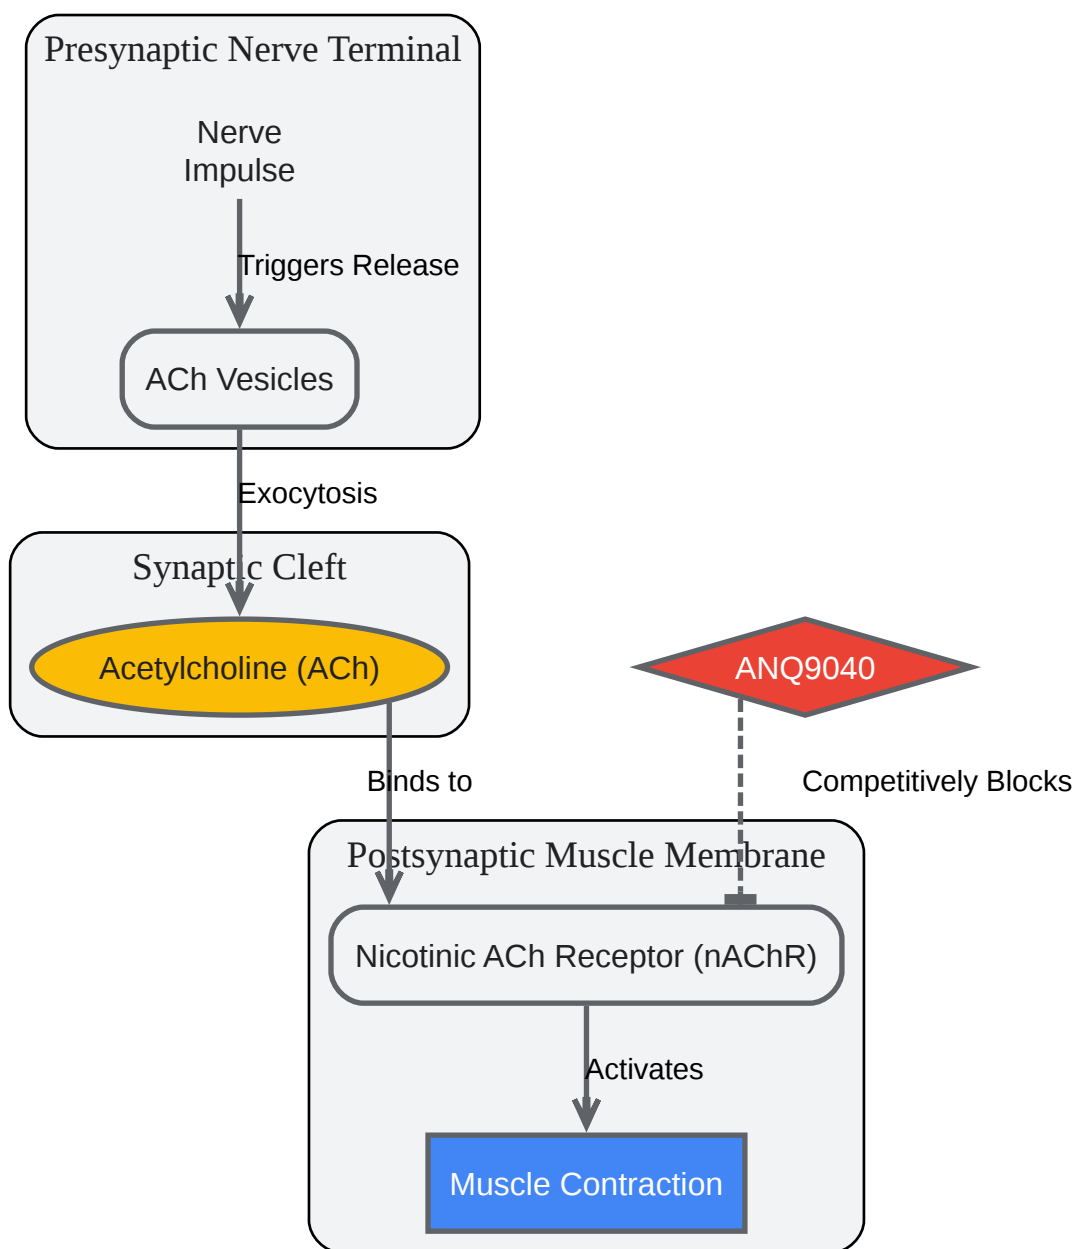 Presynaptic Nerve Terminal
Nerve
Impulse
Triggers Release
ACh Vesicles
Exocytosis
Synaptic Cleft
Acetylcholine (ACh)
ANQ9040
Binds to
Competitively Blocks
Postsynaptic Muscle Membrane
Nicotinic ACh Receptor (nAChR)
Activates
Muscle Contraction